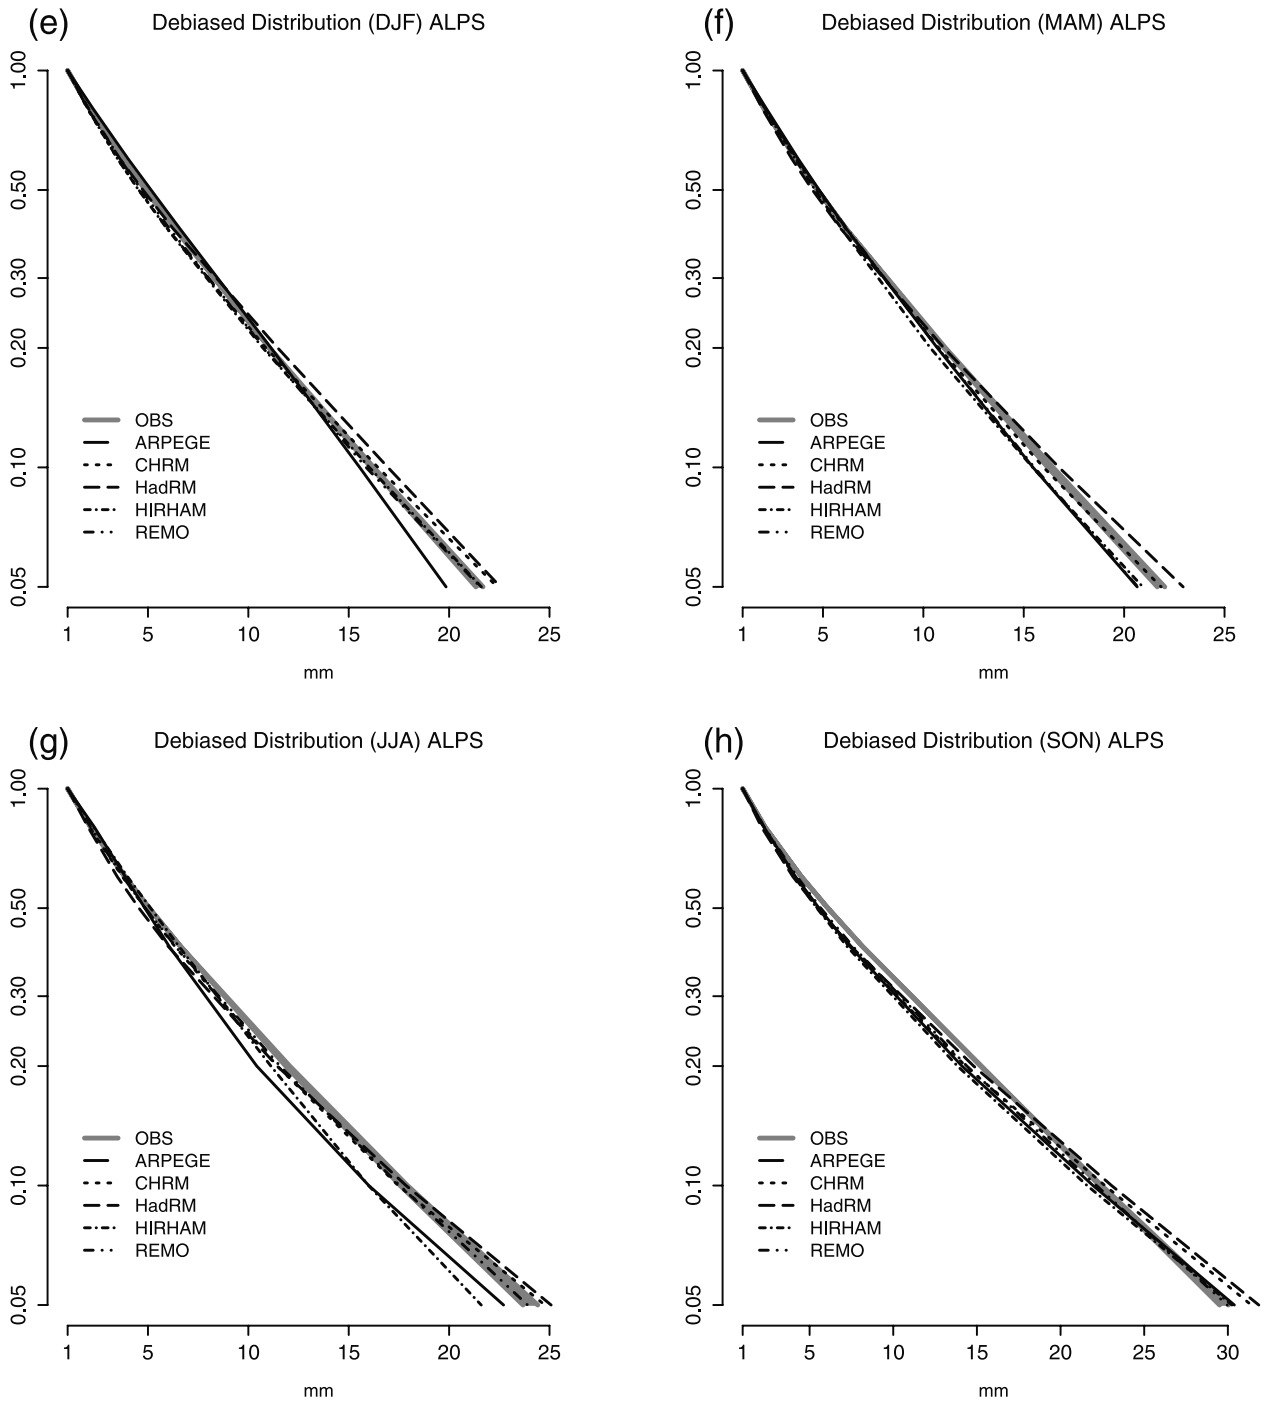 (e) Debiased Distribution (DJF) ALPS
1.00
0.50
0.30
0.20
0.10
0.05
OBS
ARPEGE
CHRM
HadRM
HIRHAM
REMO
1 5 10 15 20 25
mm
(f) Debiased Distribution (MAM) ALPS
1.00
0.50
0.30
0.20
0.10
0.05
OBS
ARPEGE
CHRM
HadRM
HIRHAM
REMO
1 5 10 15 20 25
mm
(g) Debiased Distribution (JJA) ALPS
1.00
0.50
0.30
0.20
0.10
0.05
OBS
ARPEGE
CHRM
HadRM
HIRHAM
REMO
1 5 10 15 20 25
mm
(h) Debiased Distribution (SON) ALPS
1.00
0.50
0.30
0.20
0.10
0.05
OBS
ARPEGE
CHRM
HadRM
HIRHAM
REMO
1 5 10 15 20 25 30
mm